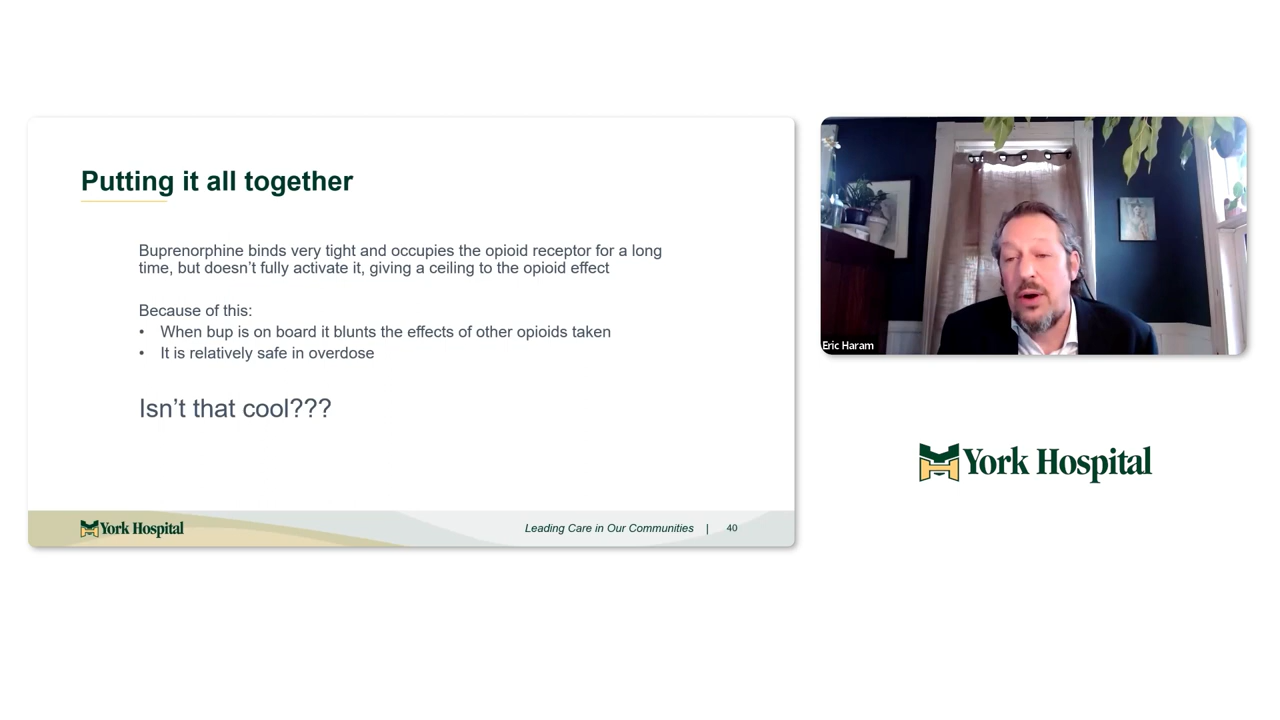 Putting it all together
Buprenorphine binds very tight and occupies the opioid receptor for a long
time, but doesn’t fully activate it, giving a ceiling to the opioid effect
Because of this:
• When bup is on board it blunts the effects of other opioids taken
• It is relatively safe in overdose
Isn’t that cool???
York Hospital
Leading Care in Our Communities | 40
Eric Haram
York Hospital